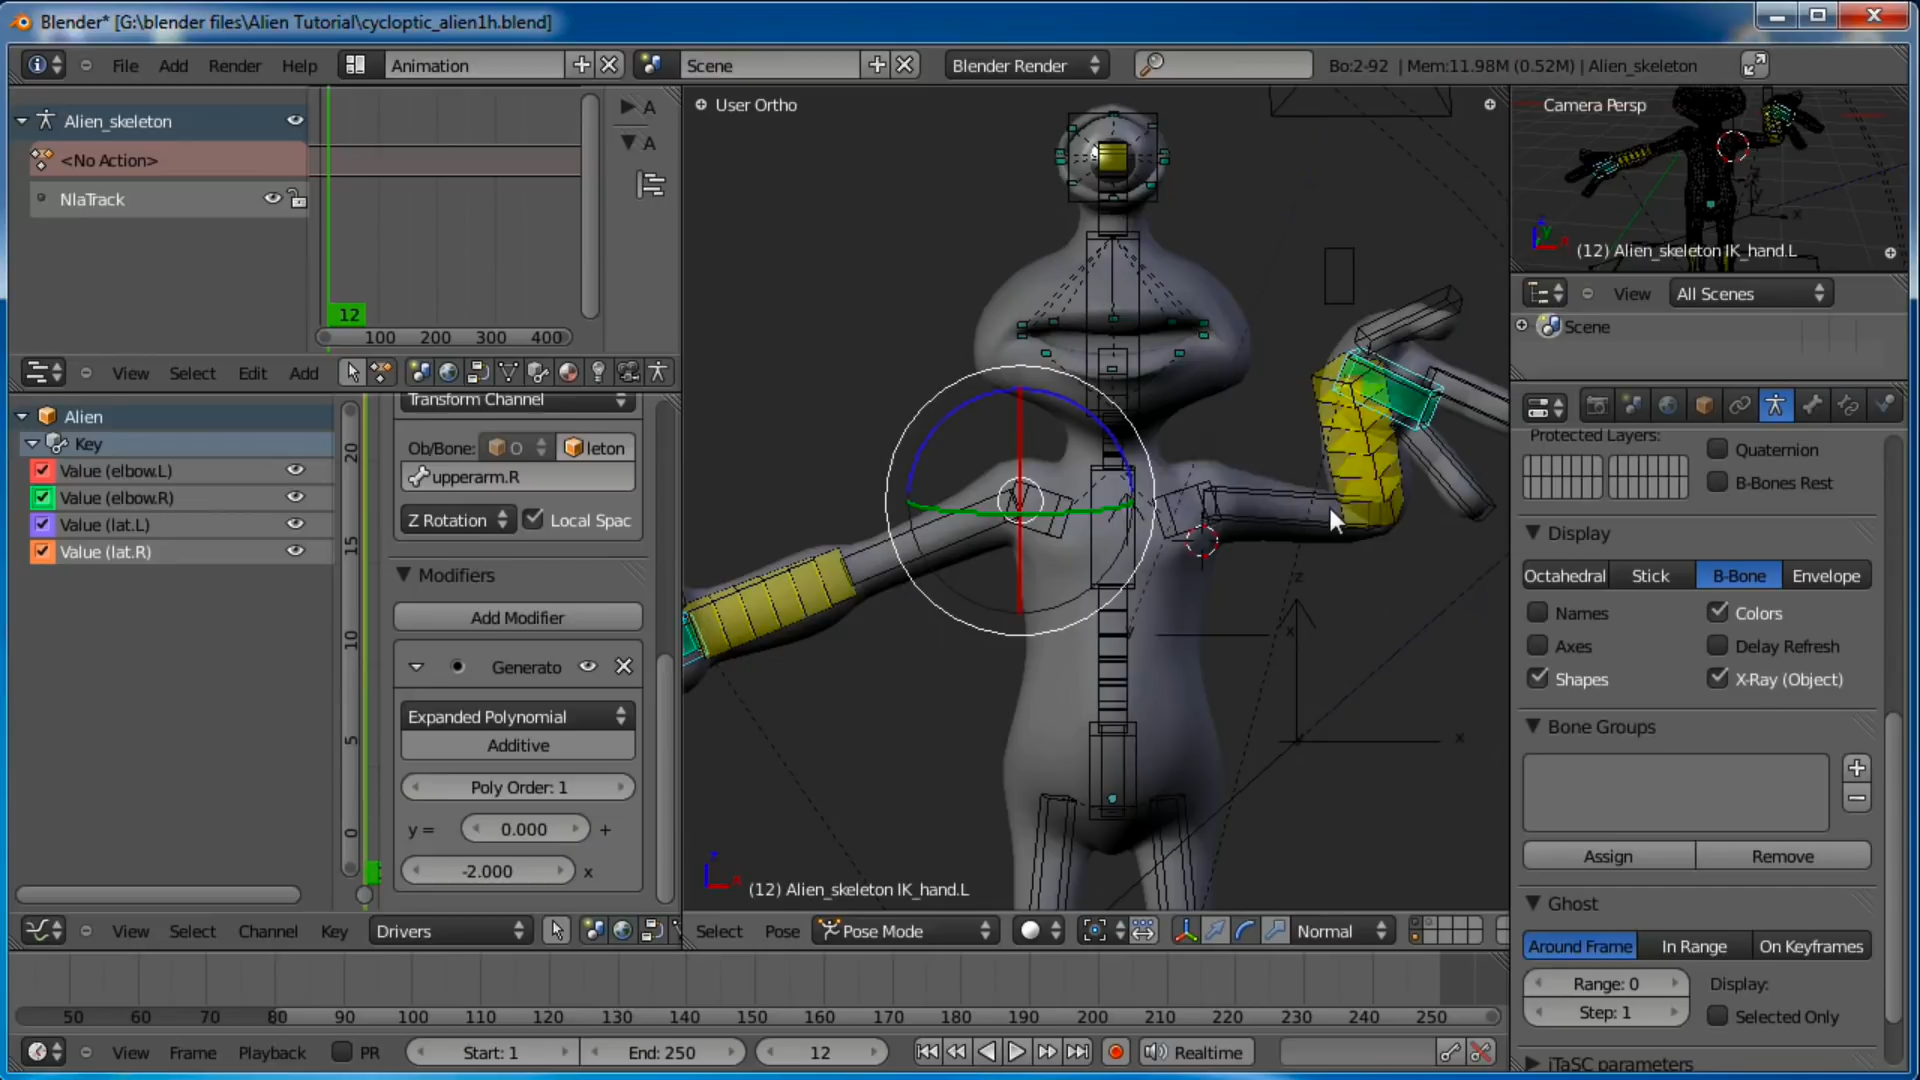 Blender* [G:\blender files\Alien Tutorial\cycloptic_alien1h.blend]
File Add Render Help Animation Scene Blender Render Bo:2-92 | Mem:11.98M (0.52M) | Alien_skeleton
Alien_skeleton
<No Action>
NlaTrack
A
A
12
100 200 300 400
View Select Edit Add
Alien
Key
Value (elbow.L)
Value (elbow.R)
Value (lat.L)
Value (lat.R)
20
15
10
5
0
Transform Channel
Ob/Bone: O leton
upperarm.R
Z Rotation Local Spac
Modifiers
Add Modifier
Generato
Expanded Polynomial
Additive
Poly Order: 1
y = 0.000 +
-2.000 x
View Select Channel Key Drivers
User Ortho
z
x
x
(12) Alien_skeleton IK_hand.L
Select Pose Pose Mode Normal
Camera Persp
(12) Alien_skeleton IK_hand.L
View All Scenes
Scene
Protected Layers:
Quaternion
B-Bones Rest
Display
Octahedral Stick B-Bone Envelope
Names Colors
Axes Delay Refresh
Shapes X-Ray (Object)
Bone Groups
Assign Remove
Ghost
Around Frame In Range On Keyframes
Range: 0 Display:
Step: 1 Selected Only
iTaSC parameters
50 60 70 80 90 100 110 120 130 140 150 160 170 180 190 200 210 220 230 240 250
View Frame Playback PR Start: 1 End: 250 12 Realtime